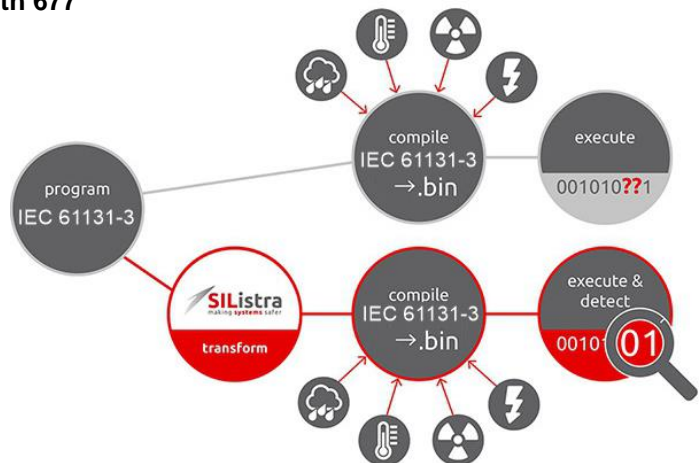 th 677
compile
IEC 61131-3
→.bin
execute
001010??1
program
IEC 61131-3
SIListra
making systems safer
transform
compile
IEC 61131-3
→.bin
execute &
detect
0010
01